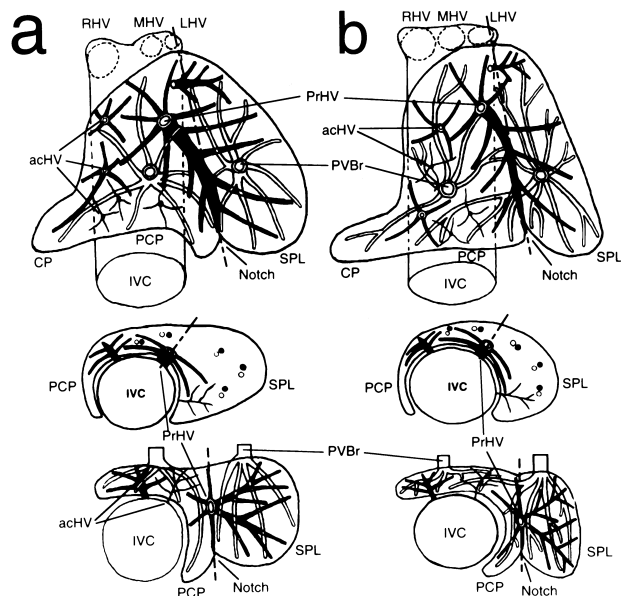 a
RHV MHV LHV
b
RHV MHV LHV
PrHV
acHV
acHV
PVBr
PCP
CP
IVC
Notch
SPL
PCP
CP
IVC
Notch
SPL
PCP
IVC
SPL
PrHV
PCP
IVC
SPL
PrHV
PVBr
acHV
IVC
SPL
PCP
Notch
IVC
SPL
PCP
Notch